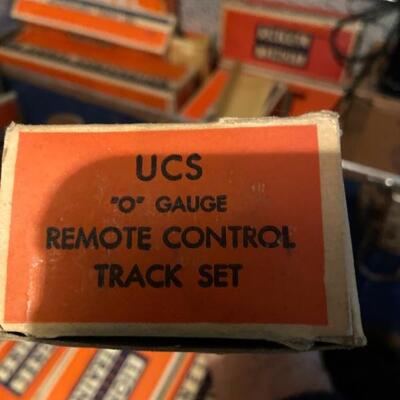 UCS
"O" GAUGE
REMOTE CONTROL
TRACK SET